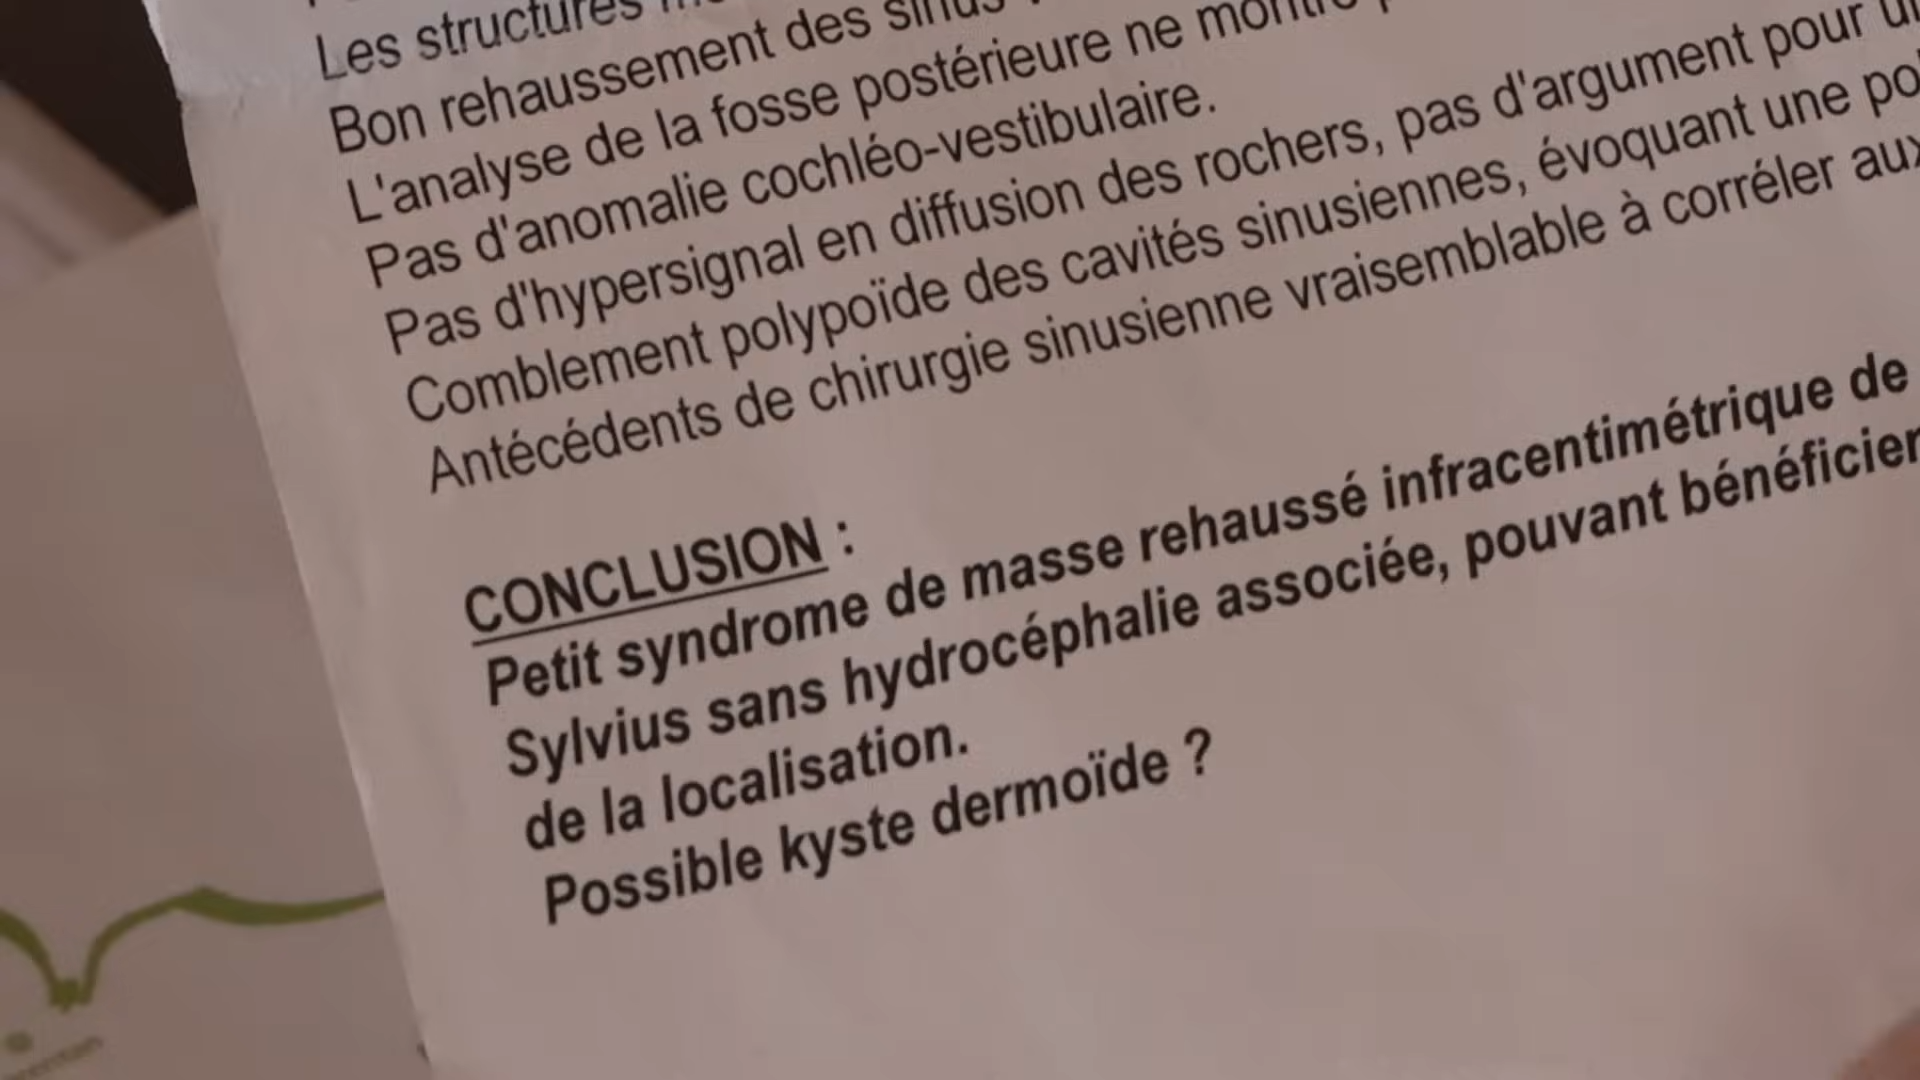 Les structures
Bon rehaussement des sinus
L'analyse de la fosse postérieure ne montre
Pas d'anomalie cochléo-vestibulaire.
Pas d'hypersignal en diffusion des rochers, pas d'argument pour
Comblement polypoïde des cavités sinusiennes, évoquant une
Antécédents de chirurgie sinusienne vraisemblable à corréler aux
CONCLUSION :
Petit syndrome de masse rehaussé infracentimétrique de
Sylvius sans hydrocéphalie associée, pouvant bénéficier
de la localisation.
Possible kyste dermoïde ?